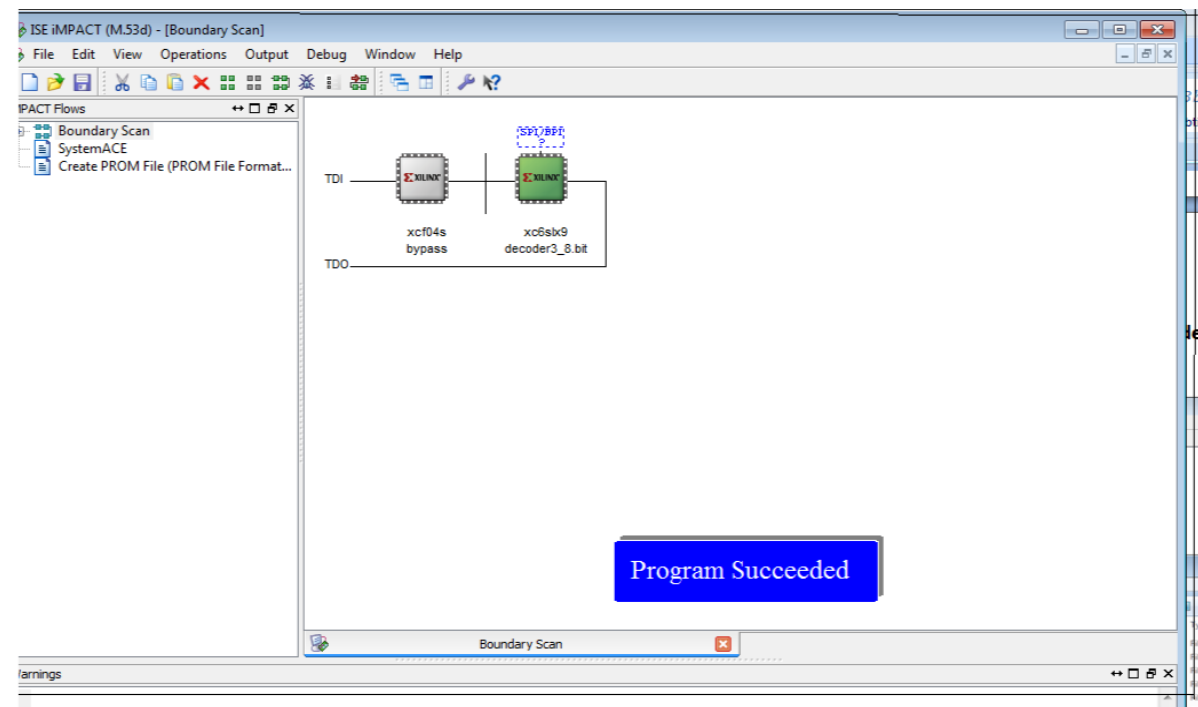 ISE iMPACT (M.53d) - [Boundary Scan]
File Edit View Operations Output Debug Window Help
MPACT Flows
Boundary Scan
SystemACE
Create PROM File (PROM File Format...
SPI/BPI
?
TDI
XILINX XILINX
xcf04s xc6slx9
bypass decoder3_8.bit
TDO
Program Succeeded
Boundary Scan
Warnings